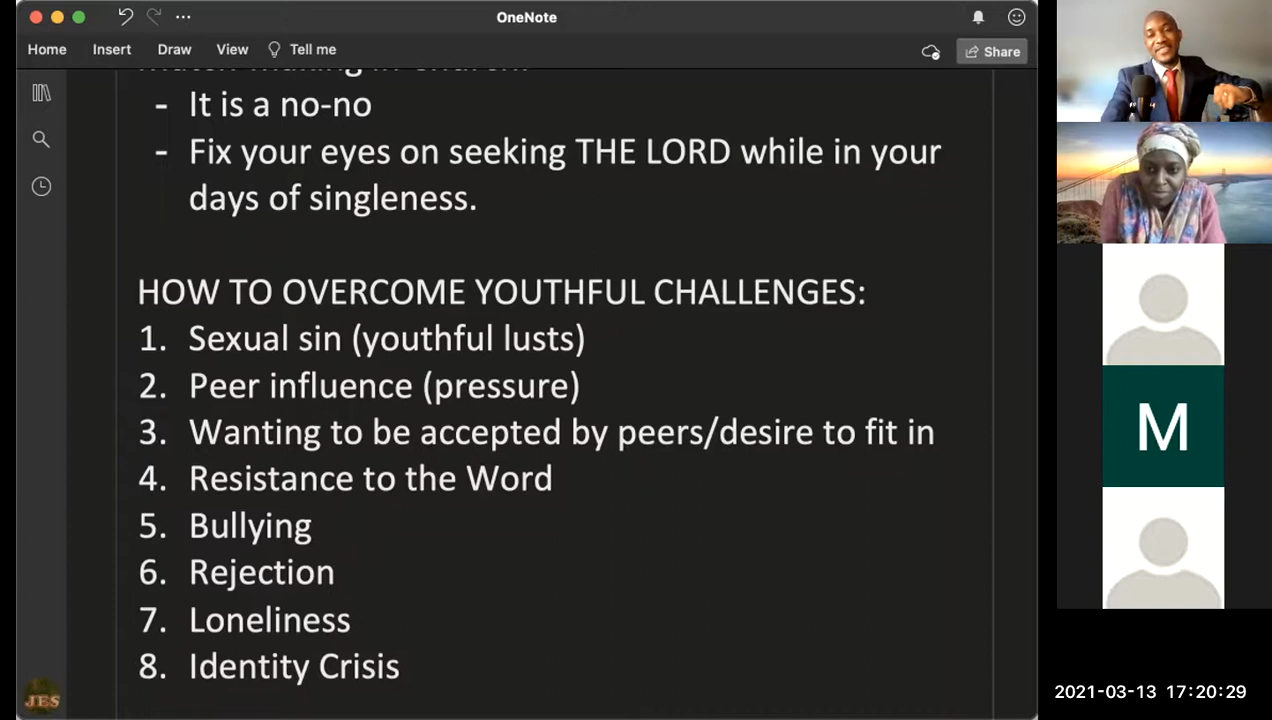 OneNote
Home Insert Draw View Tell me Share
- It is a no-no
- Fix your eyes on seeking THE LORD while in your
days of singleness.
HOW TO OVERCOME YOUTHFUL CHALLENGES:
1. Sexual sin (youthful lusts)
2. Peer influence (pressure)
3. Wanting to be accepted by peers/desire to fit in
4. Resistance to the Word
5. Bullying
6. Rejection
7. Loneliness
8. Identity Crisis
JES
M
2021-03-13 17:20:29